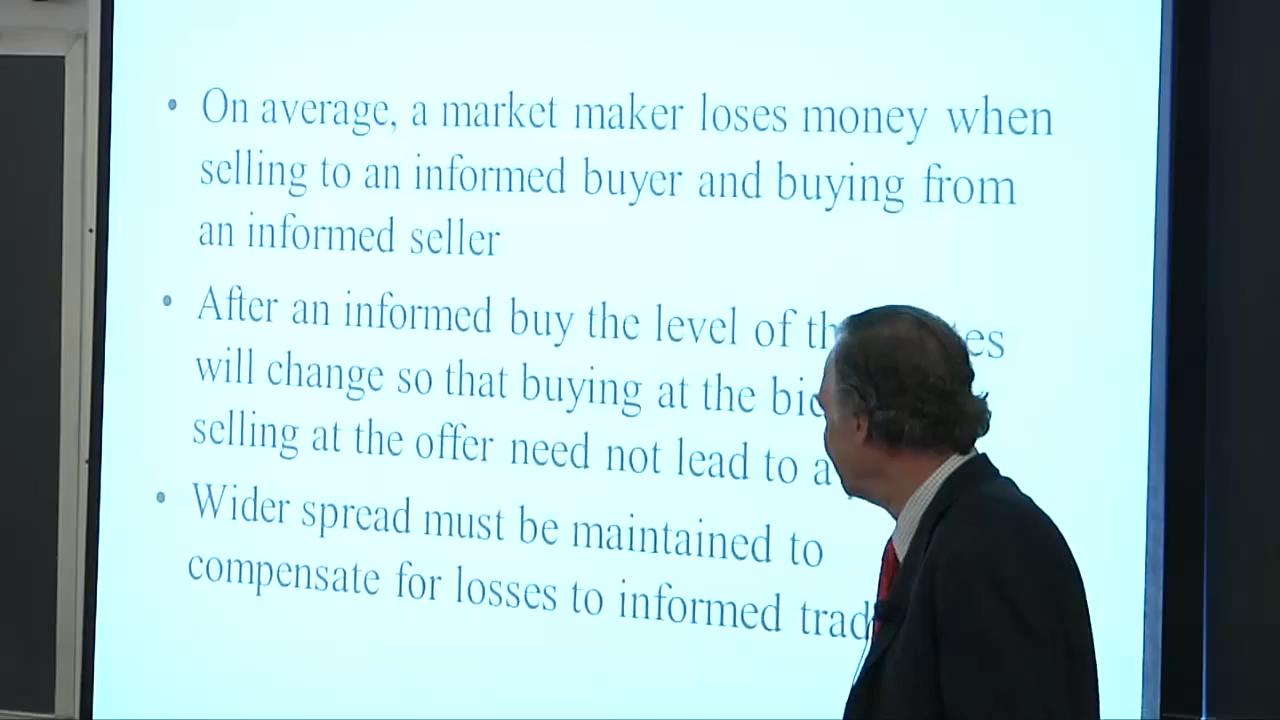 • On average, a market maker loses money when
selling to an informed buyer and buying from
an informed seller
• After an informed buy the level of th es
will change so that buying at the bid
selling at the offer need not lead to a
• Wider spread must be maintained to
compensate for losses to informed trad